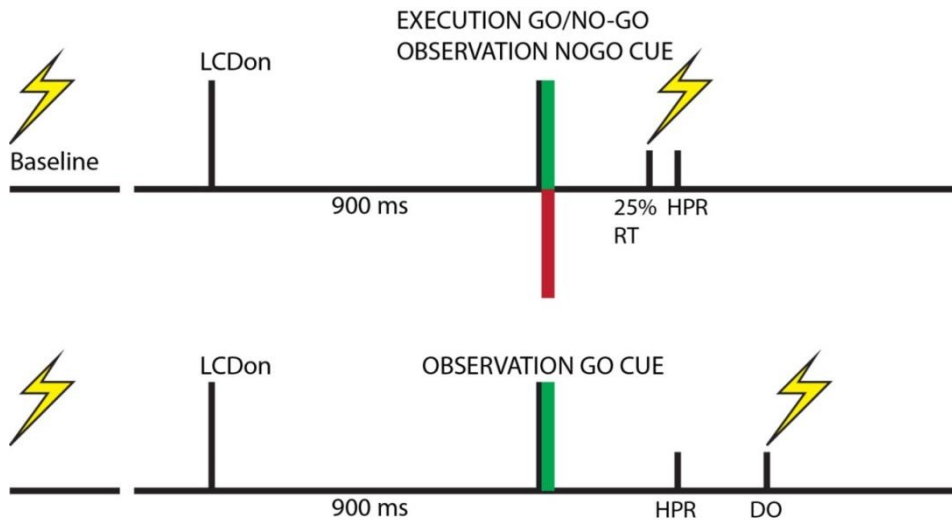 EXECUTION GO/NO-GO
OBSERVATION NOGO CUE
LCDon
Baseline
900 ms
25% HPR
RT
LCDon
OBSERVATION GO CUE
900 ms
HPR
DO